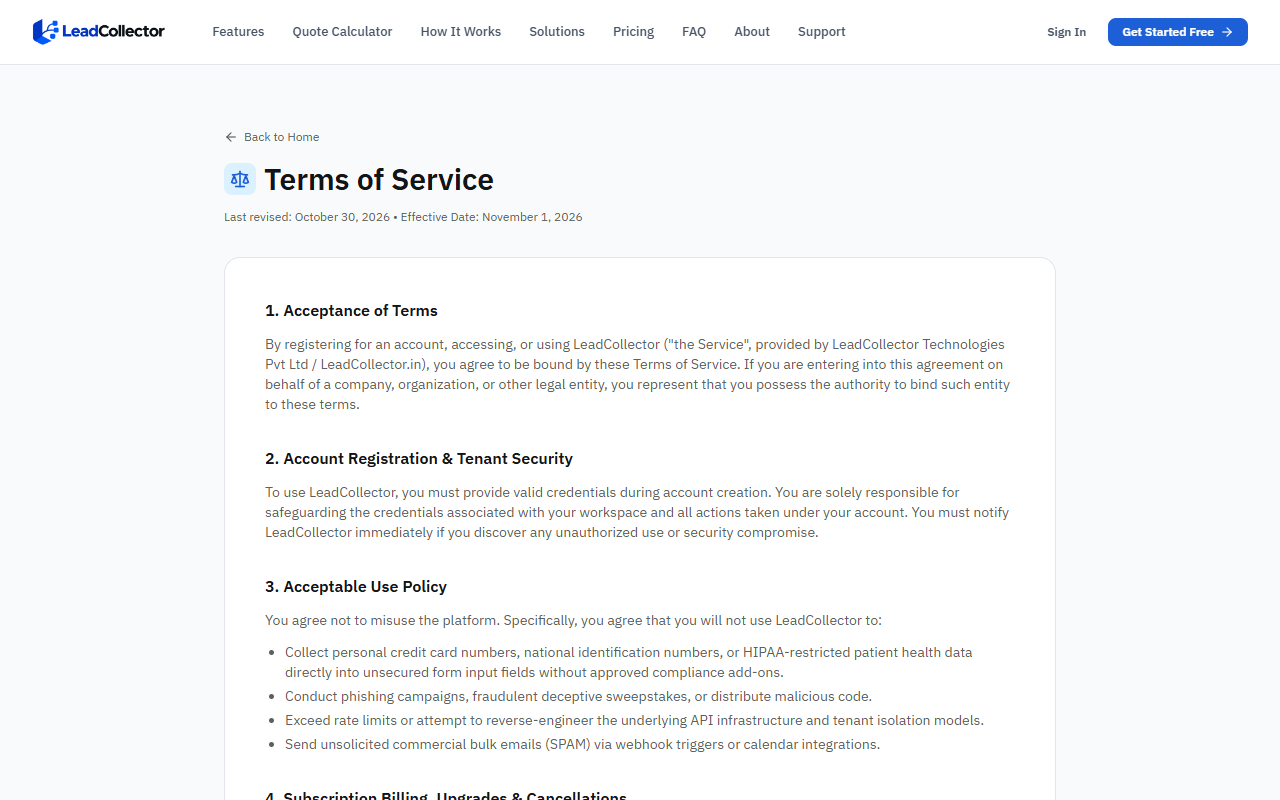 LeadCollector
Features
Quote Calculator
How It Works
Solutions
Pricing
FAQ
About
Support
Sign In
Get Started Free →
← Back to Home
Terms of Service
Last revised: October 30, 2026 • Effective Date: November 1, 2026
1. Acceptance of Terms
By registering for an account, accessing, or using LeadCollector ("the Service", provided by LeadCollector Technologies
Pvt Ltd / LeadCollector.in), you agree to be bound by these Terms of Service. If you are entering into this agreement on
behalf of a company, organization, or other legal entity, you represent that you possess the authority to bind such entity
to these terms.
2. Account Registration & Tenant Security
To use LeadCollector, you must provide valid credentials during account creation. You are solely responsible for
safeguarding the credentials associated with your workspace and all actions taken under your account. You must notify
LeadCollector immediately if you discover any unauthorized use or security compromise.
3. Acceptable Use Policy
You agree not to misuse the platform. Specifically, you agree that you will not use LeadCollector to:
• Collect personal credit card numbers, national identification numbers, or HIPAA-restricted patient health data
directly into unsecured form input fields without approved compliance add-ons.
• Conduct phishing campaigns, fraudulent deceptive sweepstakes, or distribute malicious code.
• Exceed rate limits or attempt to reverse-engineer the underlying API infrastructure and tenant isolation models.
• Send unsolicited commercial bulk emails (SPAM) via webhook triggers or calendar integrations.
4. Subscription Billing, Upgrades & Cancellations